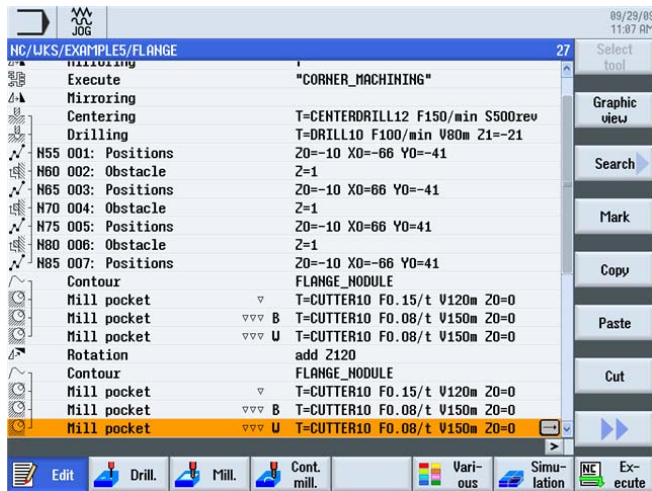 JOG
09/29/09
11:07 AM
NC/WKS/EXAMPLE5/FLANGE 27
Select tool
Mirroring
Execute "CORNER_MACHINING"
Mirroring
Centering T=CENTERDRILL12 F150/min S500rev
Drilling T=DRILL10 F100/min V80m Z1=-21
N55 001: Positions Z0=-10 X0=-66 Y0=-41
N60 002: Obstacle Z=1
N65 003: Positions Z0=-10 X0=66 Y0=-41
N70 004: Obstacle Z=1
N75 005: Positions Z0=-10 X0=66 Y0=41
N80 006: Obstacle Z=1
N85 007: Positions Z0=-10 X0=-66 Y0=41
Contour FLANGE_NODULE
Mill pocket ▿ T=CUTTER10 F0.15/t V120m Z0=0
Mill pocket ▿▿▿ B T=CUTTER10 F0.08/t V150m Z0=0
Mill pocket ▿▿▿ U T=CUTTER10 F0.08/t V150m Z0=0
Rotation add Z120
Contour FLANGE_NODULE
Mill pocket ▿ T=CUTTER10 F0.15/t V120m Z0=0
Mill pocket ▿▿▿ B T=CUTTER10 F0.08/t V150m Z0=0
Mill pocket ▿▿▿ U T=CUTTER10 F0.08/t V150m Z0=0
Graphic
view
Search
Mark
Copy
Paste
Cut
Edit
Drill.
Mill.
Cont.
mill.
Vari-
ous
Simu-
lation
NC Ex-
ecute